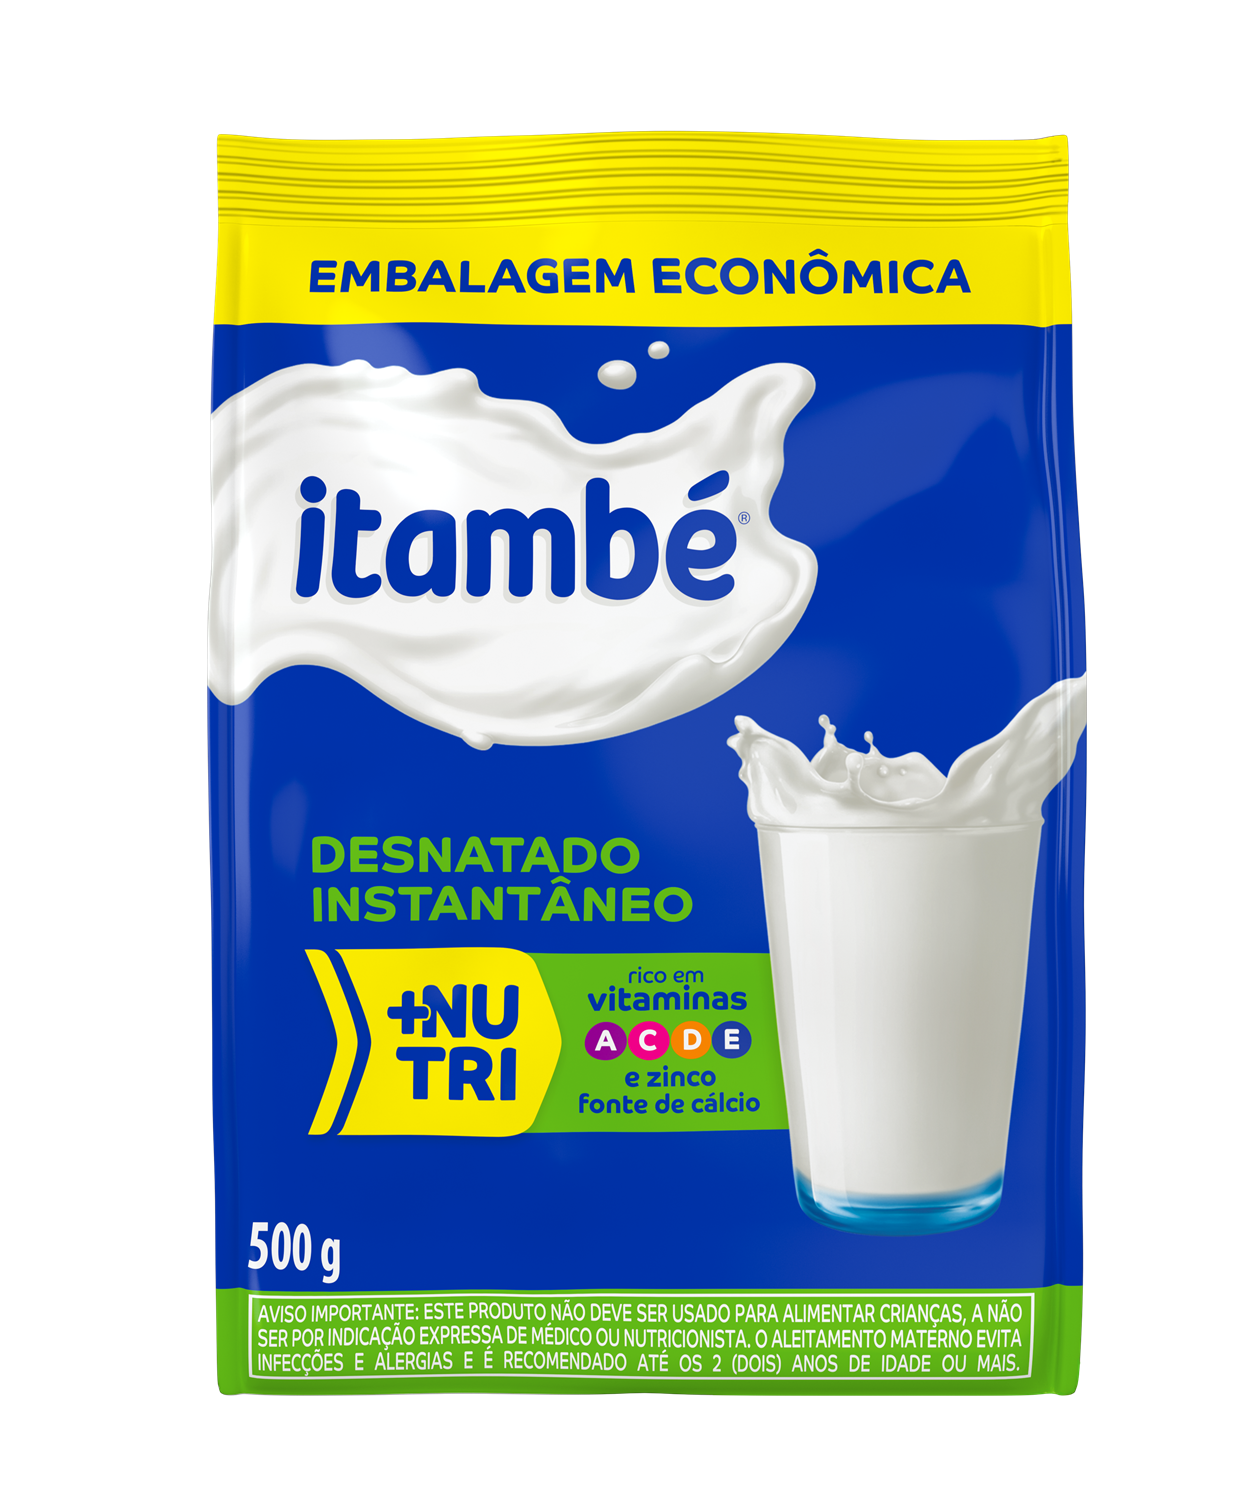 EMBALAGEM ECONÔMICA
itambé®
DESNATADO
INSTANTÂNEO
+NU
TRI
rico em
vitaminas
A C D E
e zinco
fonte de cálcio
500 g
AVISO IMPORTANTE: ESTE PRODUTO NÃO DEVE SER USADO PARA ALIMENTAR CRIANÇAS, A NÃO
SER POR INDICAÇÃO EXPRESSA DE MÉDICO OU NUTRICIONISTA. O ALEITAMENTO MATERNO EVITA
INFECÇÕES E ALERGIAS E É RECOMENDADO ATÉ OS 2 (DOIS) ANOS DE IDADE OU MAIS.